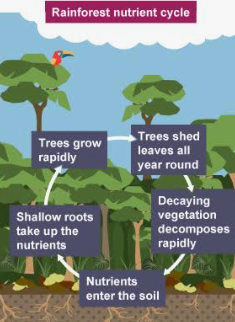 Rainforest nutrient cycle
Trees grow
rapidly
Trees shed
leaves all
year round
Decaying
vegetation
decomposes
rapidly
Nutrients
enter the soil
Shallow roots
take up the
nutrients